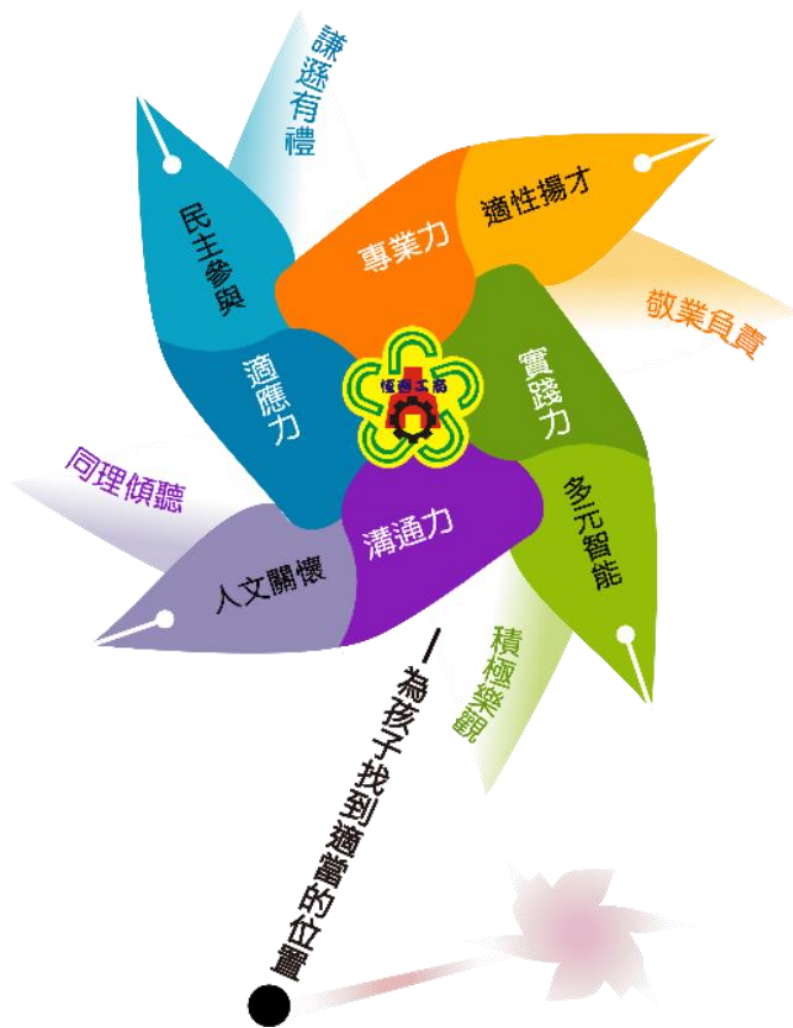 謙遜有禮
民主參與
適應力
專業力
適性揚才
敬業負責
實踐力
多元智能
積極樂觀
溝通力
人文關懷
同理傾聽
為孩子找到適當的位置